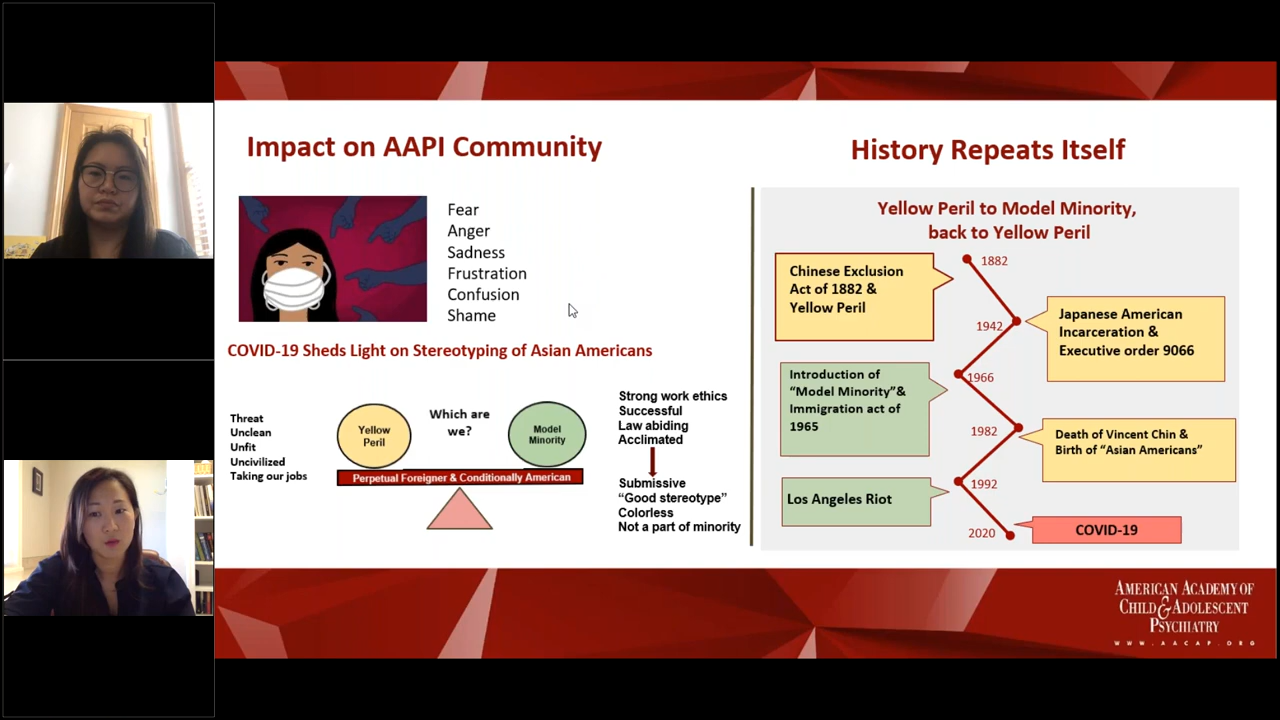 Impact on AAPI Community
Fear
Anger
Sadness
Frustration
Confusion
Shame
COVID-19 Sheds Light on Stereotyping of Asian Americans
Threat
Unclean
Unfit
Uncivilized
Taking our jobs
Yellow
Peril
Which are
we?
Model
Minority
Perpetual Foreigner & Conditionally American
Strong work ethics
Successful
Law abiding
Acclimated
Submissive
“Good stereotype”
Colorless
Not a part of minority
History Repeats Itself
Yellow Peril to Model Minority,
back to Yellow Peril
Chinese Exclusion
Act of 1882 &
Yellow Peril
1882
1942
Japanese American
Incarceration &
Executive order 9066
Introduction of
“Model Minority”&
Immigration act of
1965
1966
1982
Death of Vincent Chin &
Birth of “Asian Americans”
Los Angeles Riot
1992
2020
COVID-19
AMERICAN ACADEMY OF
CHILD & ADOLESCENT
PSYCHIATRY
WWW.AACAP.ORG